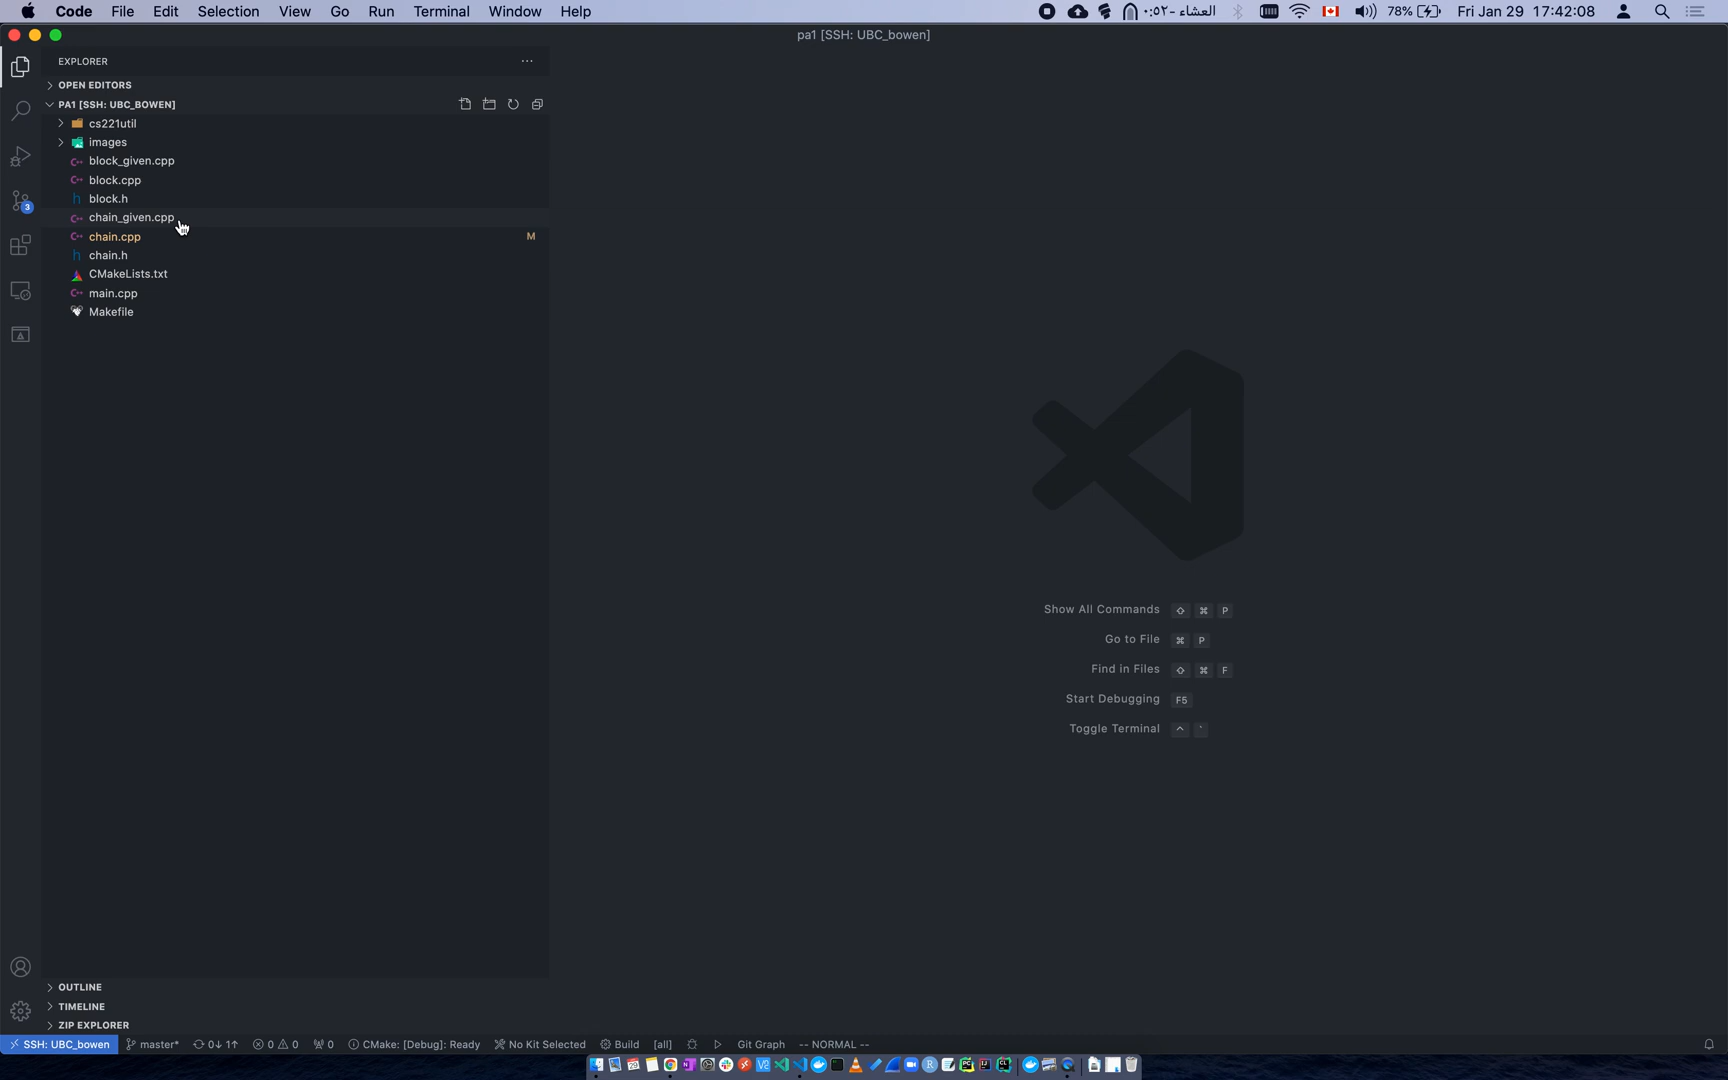 Code File Edit Selection View Go Run Terminal Window Help العشاء -٠:٥٢ 78% Fri Jan 29 17:42:08
pa1 [SSH: UBC_bowen]
EXPLORER
OPEN EDITORS
PA1 [SSH: UBC_BOWEN]
cs221util
images
block_given.cpp
block.cpp
block.h
chain_given.cpp
chain.cpp M
chain.h
CMakeLists.txt
main.cpp
Makefile
3
Show All Commands ⇧ ⌘ P
Go to File ⌘ P
Find in Files ⇧ ⌘ F
Start Debugging F5
Toggle Terminal ^ `
OUTLINE
TIMELINE
ZIP EXPLORER
SSH: UBC_bowen master* 0↓ 1↑ 0 0 0 CMake: [Debug]: Ready No Kit Selected Build [all] Git Graph -- NORMAL --